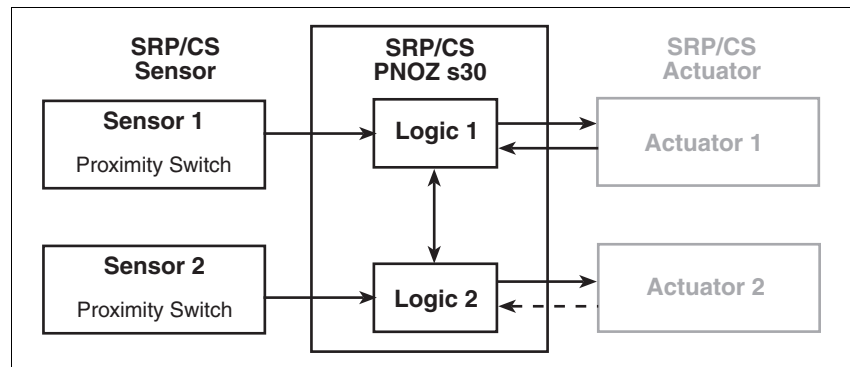 SRP/CS
Sensor
SRP/CS
PNOZ s30
SRP/CS
Actuator
Sensor 1
Proximity Switch
Logic 1
Actuator 1
Sensor 2
Proximity Switch
Logic 2
Actuator 2